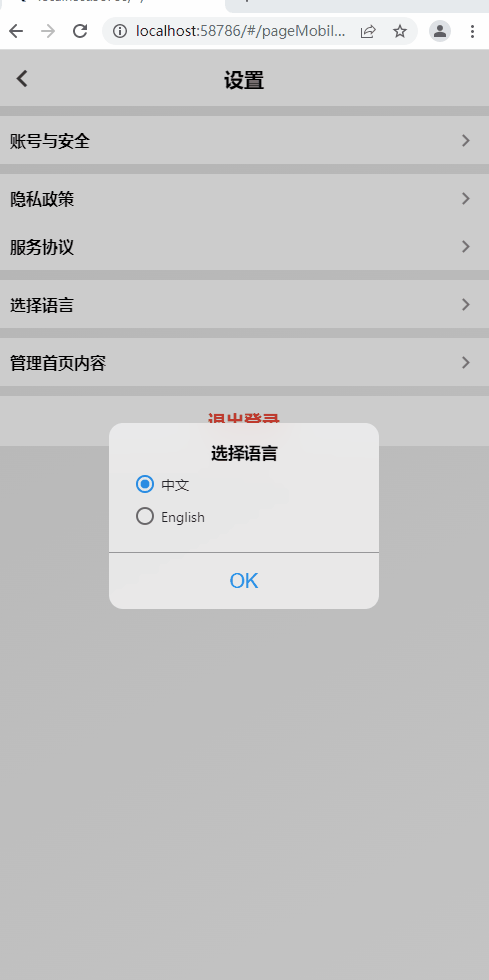 localhost:58786/#/pageMobil...
设置
账号与安全
隐私政策
服务协议
选择语言
管理首页内容
退出登录
选择语言
中文
English
OK